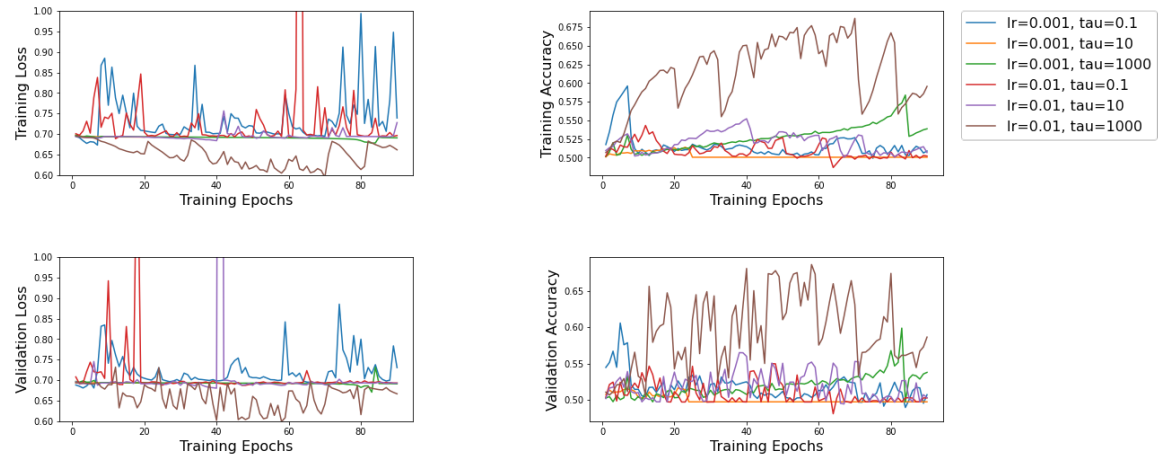 1.00
0.95
0.90
0.85
0.80
0.75
0.70
0.65
0.60
Training Loss
0 20 40 60 80
Training Epochs
0.675
0.650
0.625
0.600
0.575
0.550
0.525
0.500
Training Accuracy
0 20 40 60 80
Training Epochs
lr=0.001, tau=0.1
lr=0.001, tau=10
lr=0.001, tau=1000
lr=0.01, tau=0.1
lr=0.01, tau=10
lr=0.01, tau=1000
1.00
0.95
0.90
0.85
0.80
0.75
0.70
0.65
0.60
Validation Loss
0 20 40 60 80
Training Epochs
0.65
0.60
0.55
0.50
Validation Accuracy
0 20 40 60 80
Training Epochs